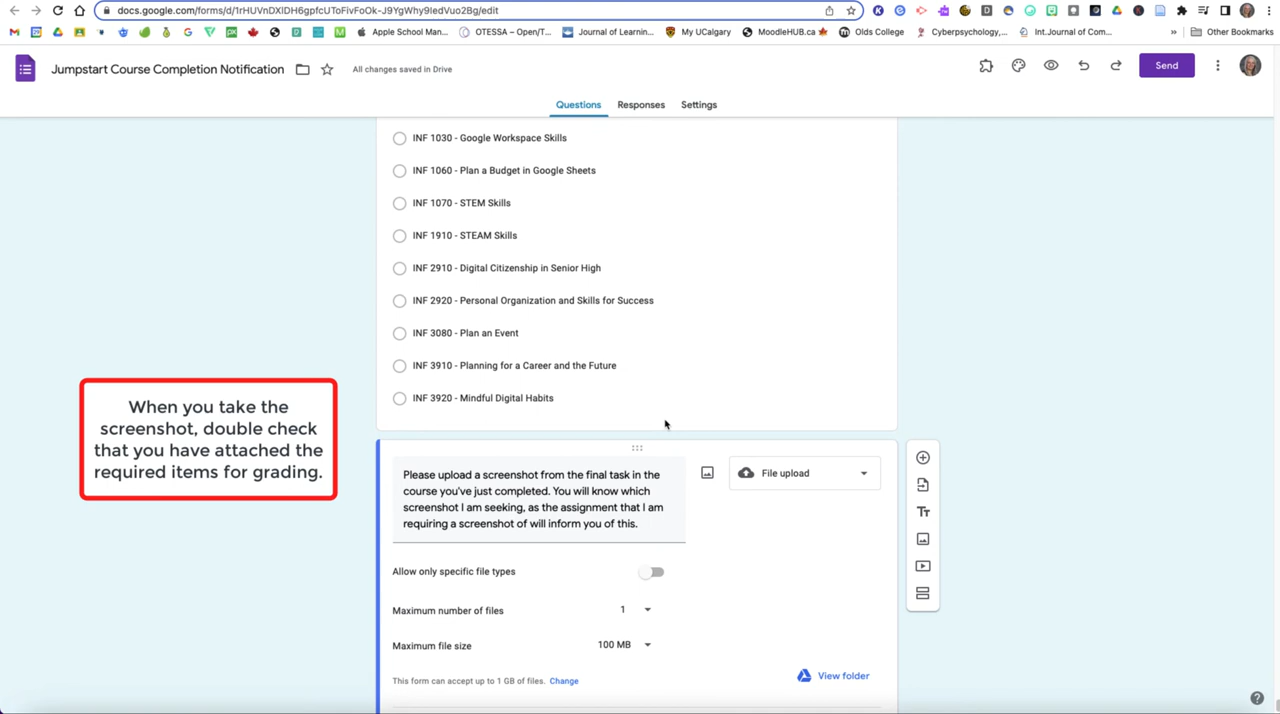 docs.google.com/forms/d/1rHUVnDXlDH6gpfcUToFivFoOk-J9YgWhy9ledVuo2Bg/edit
Apple School Man... OTESSA – Open/T... Journal of Learnin... My UCalgary MoodleHUB.ca Olds College Cyberpsychology,... Int.Journal of Com... » Other Bookmarks
Jumpstart Course Completion Notification All changes saved in Drive Send
Questions Responses Settings
INF 1030 - Google Workspace Skills
INF 1060 - Plan a Budget in Google Sheets
INF 1070 - STEM Skills
INF 1910 - STEAM Skills
INF 2910 - Digital Citizenship in Senior High
INF 2920 - Personal Organization and Skills for Success
INF 3080 - Plan an Event
INF 3910 - Planning for a Career and the Future
INF 3920 - Mindful Digital Habits
When you take the
screenshot, double check
that you have attached the
required items for grading.
Please upload a screenshot from the final task in the
course you've just completed. You will know which
screenshot I am seeking, as the assignment that I am
requiring a screenshot of will inform you of this.
File upload
Allow only specific file types
Maximum number of files 1
Maximum file size 100 MB
This form can accept up to 1 GB of files. Change
View folder